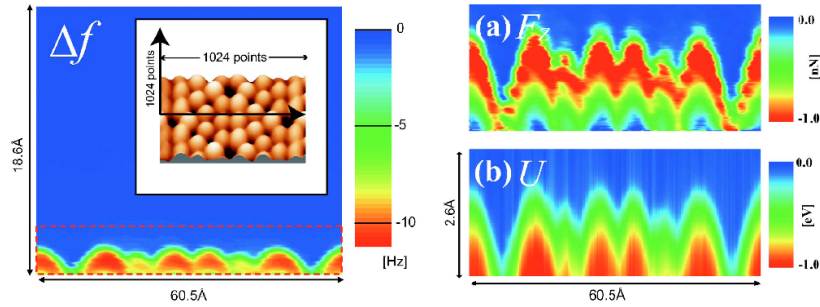 Δf
1024 points
1024 points
0
-5
-10
[Hz]
18.6Å
60.5Å
(a) Fz
0.0
[nN]
-1.0
(b) U
0.0
[eV]
-1.0
2.6Å
60.5Å